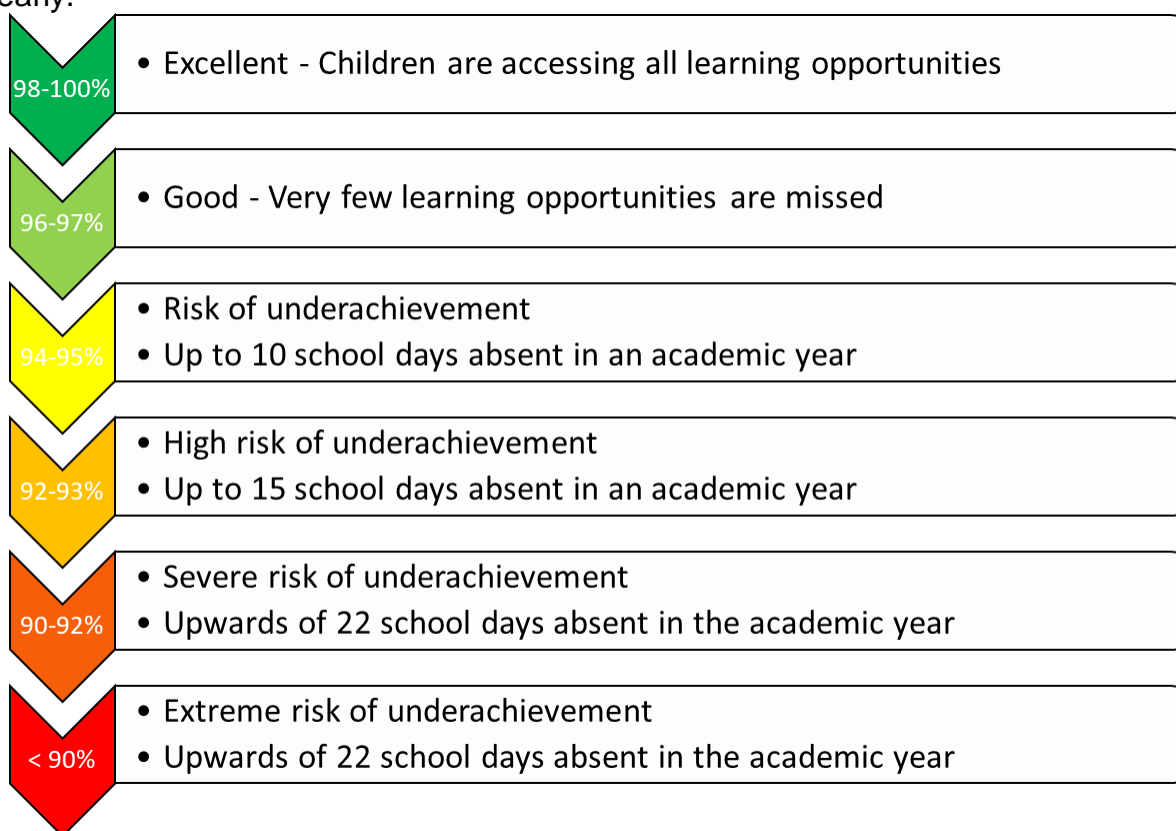 98-100%
• Excellent - Children are accessing all learning opportunities
96-97%
• Good - Very few learning opportunities are missed
94-95%
• Risk of underachievement
• Up to 10 school days absent in an academic year
92-93%
• High risk of underachievement
• Up to 15 school days absent in an academic year
90-92%
• Severe risk of underachievement
• Upwards of 22 school days absent in the academic year
< 90%
• Extreme risk of underachievement
• Upwards of 22 school days absent in the academic year